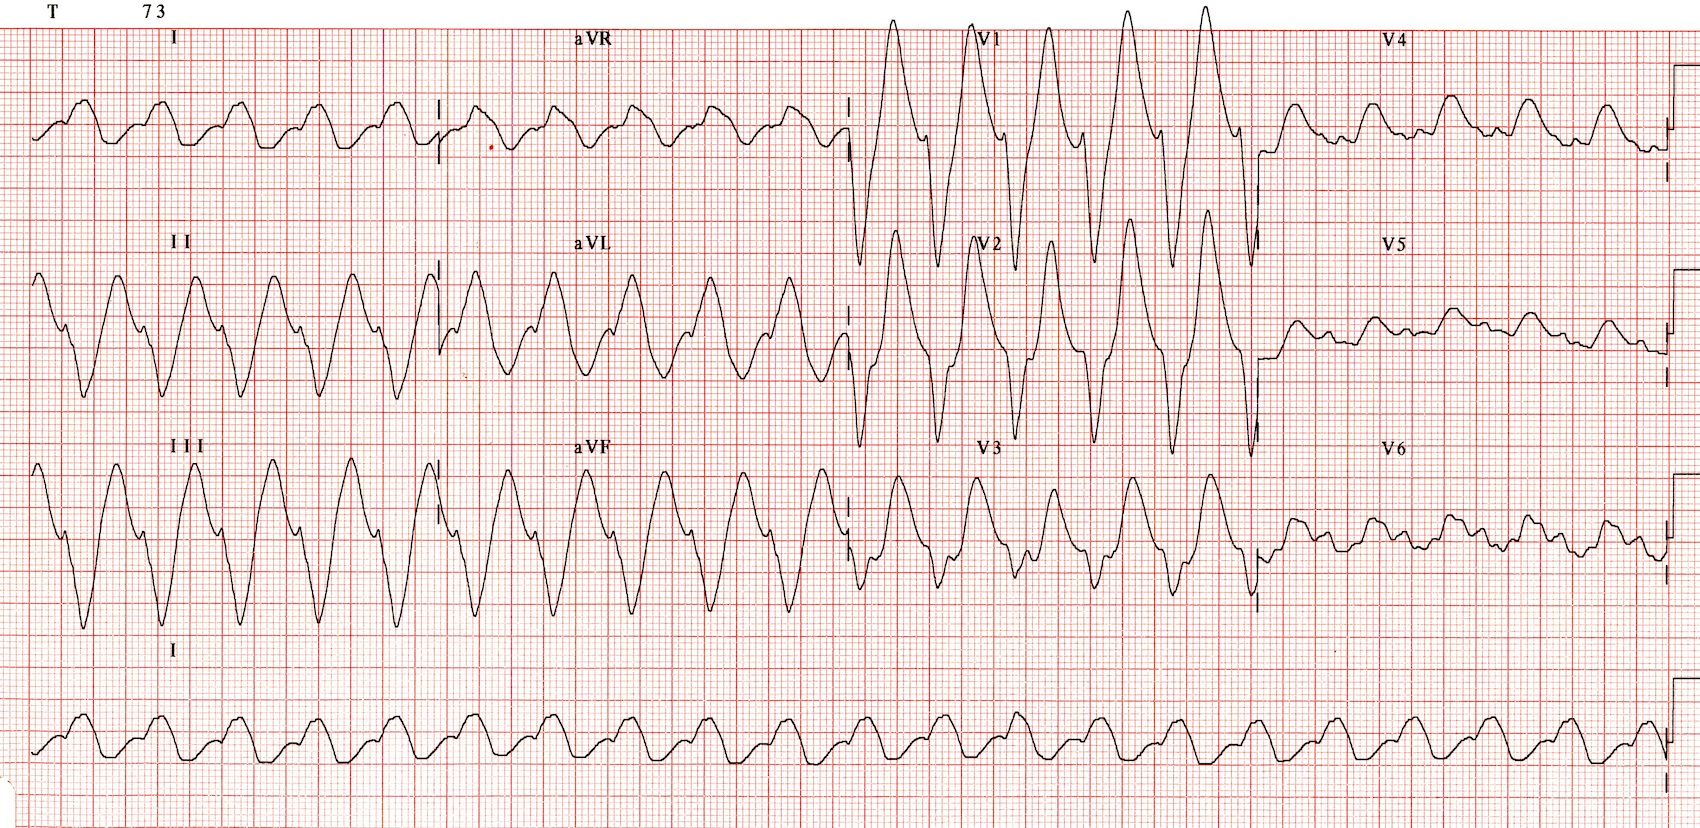 T 73
I aVR V1 V4
II aVL V2 V5
III aVF V3 V6
I